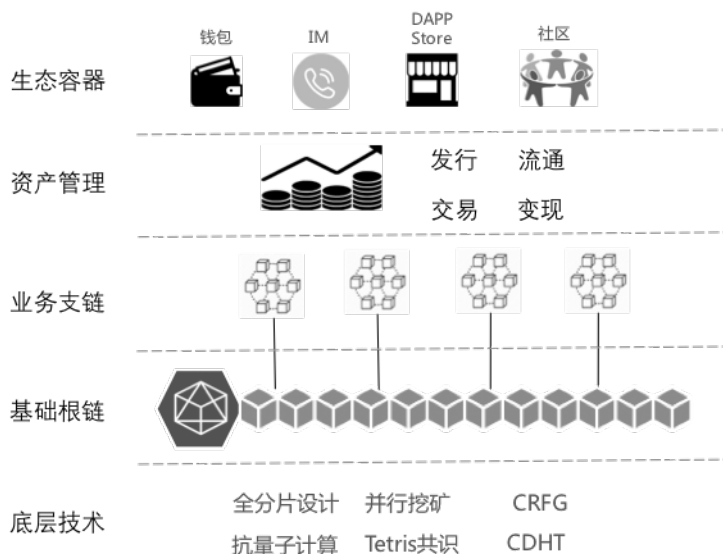 钱包 IM DAPP Store 社区
生态容器
资产管理
发行 流通
交易 变现
业务支链
基础根链
底层技术
全分片设计 并行挖矿 CRFG
抗量子计算 Tetris共识 CDHT